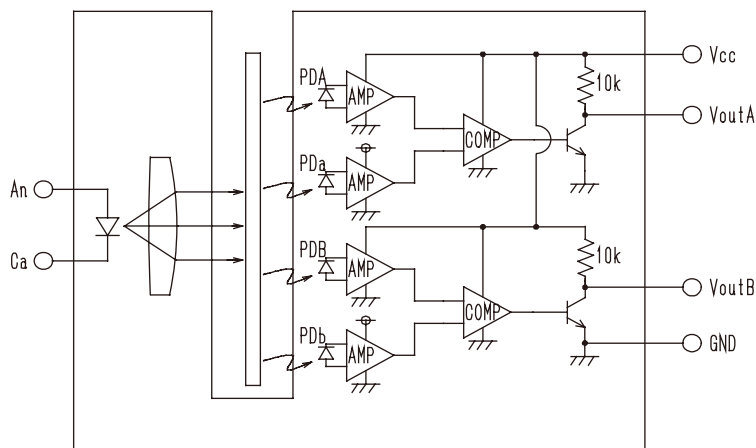 Vcc
PDA
AMP
10k
VoutA
COMP
PDa
AMP
An
Ca
PDB
AMP
10k
VoutB
COMP
PDb
AMP
GND